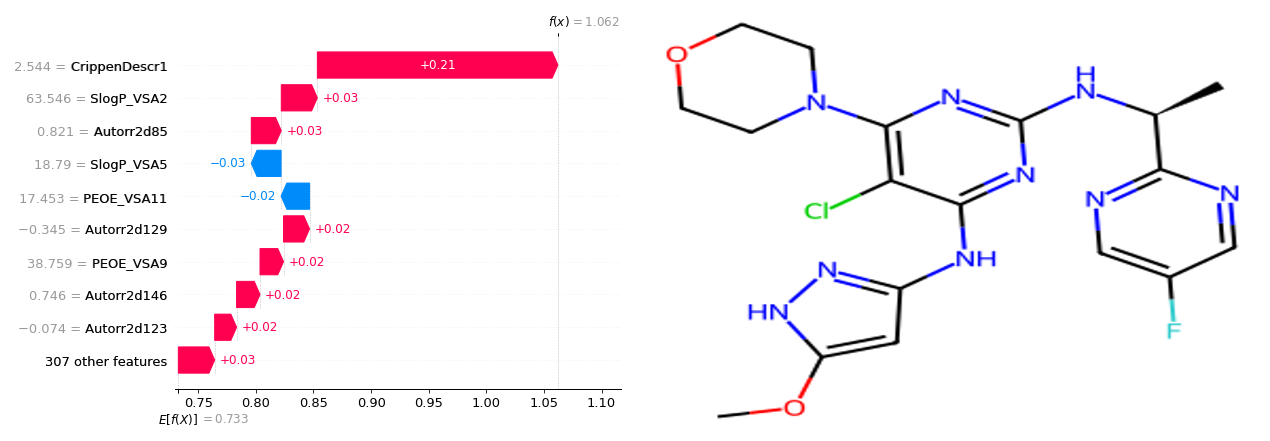 f(x) = 1.062
2.544 = CrippenDescr1
+0.21
63.546 = SlogP_VSA2
+0.03
0.821 = Autorr2d85
+0.03
18.79 = SlogP_VSA5
−0.03
17.453 = PEOE_VSA11
−0.02
−0.345 = Autorr2d129
+0.02
38.759 = PEOE_VSA9
+0.02
0.746 = Autorr2d146
+0.02
−0.074 = Autorr2d123
+0.02
307 other features
+0.03
0.75 0.80 0.85 0.90 0.95 1.00 1.05 1.10
E[f(X)] = 0.733
O
N
N
H
N
N
Cl
N
N
NH
N
HN
F
O